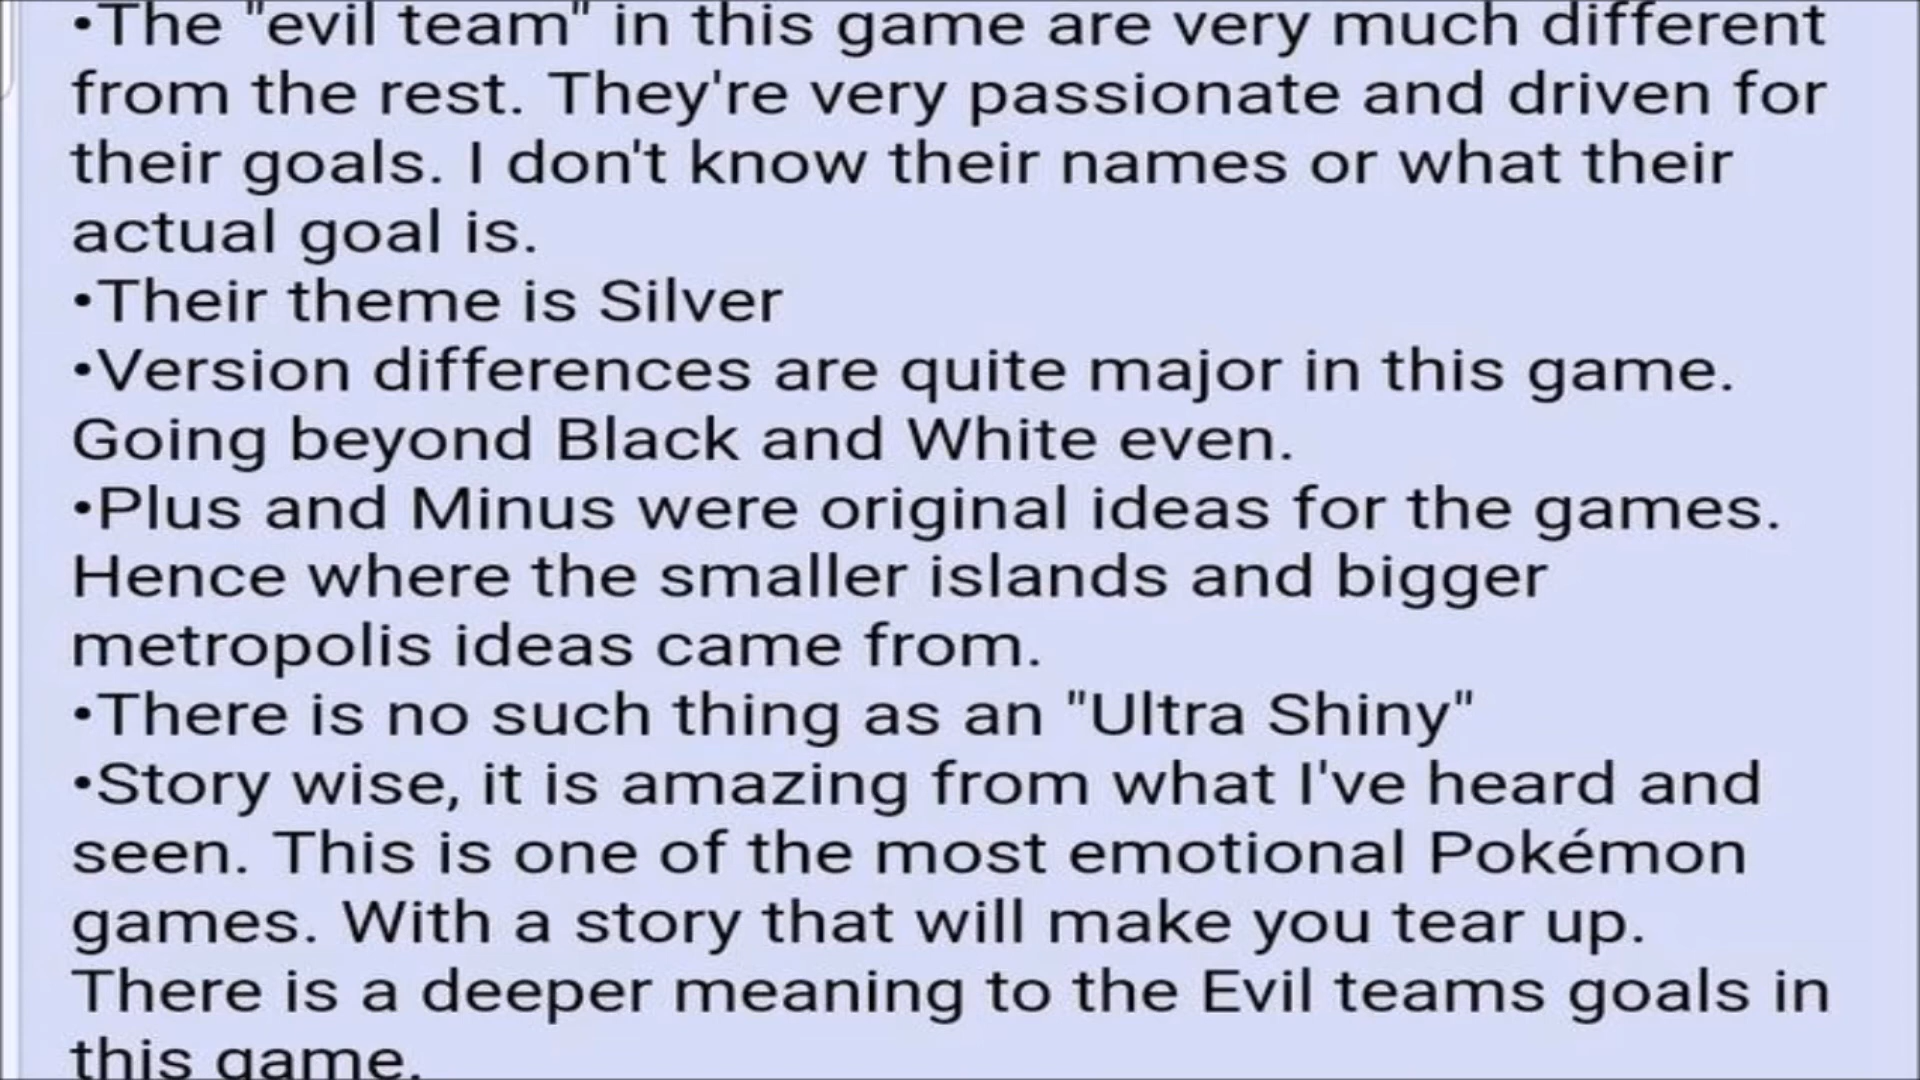 •The "evil team" in this game are very much different
from the rest. They're very passionate and driven for
their goals. I don't know their names or what their
actual goal is.
•Their theme is Silver
•Version differences are quite major in this game.
Going beyond Black and White even.
•Plus and Minus were original ideas for the games.
Hence where the smaller islands and bigger
metropolis ideas came from.
•There is no such thing as an "Ultra Shiny"
•Story wise, it is amazing from what I've heard and
seen. This is one of the most emotional Pokémon
games. With a story that will make you tear up.
There is a deeper meaning to the Evil teams goals in
this game.